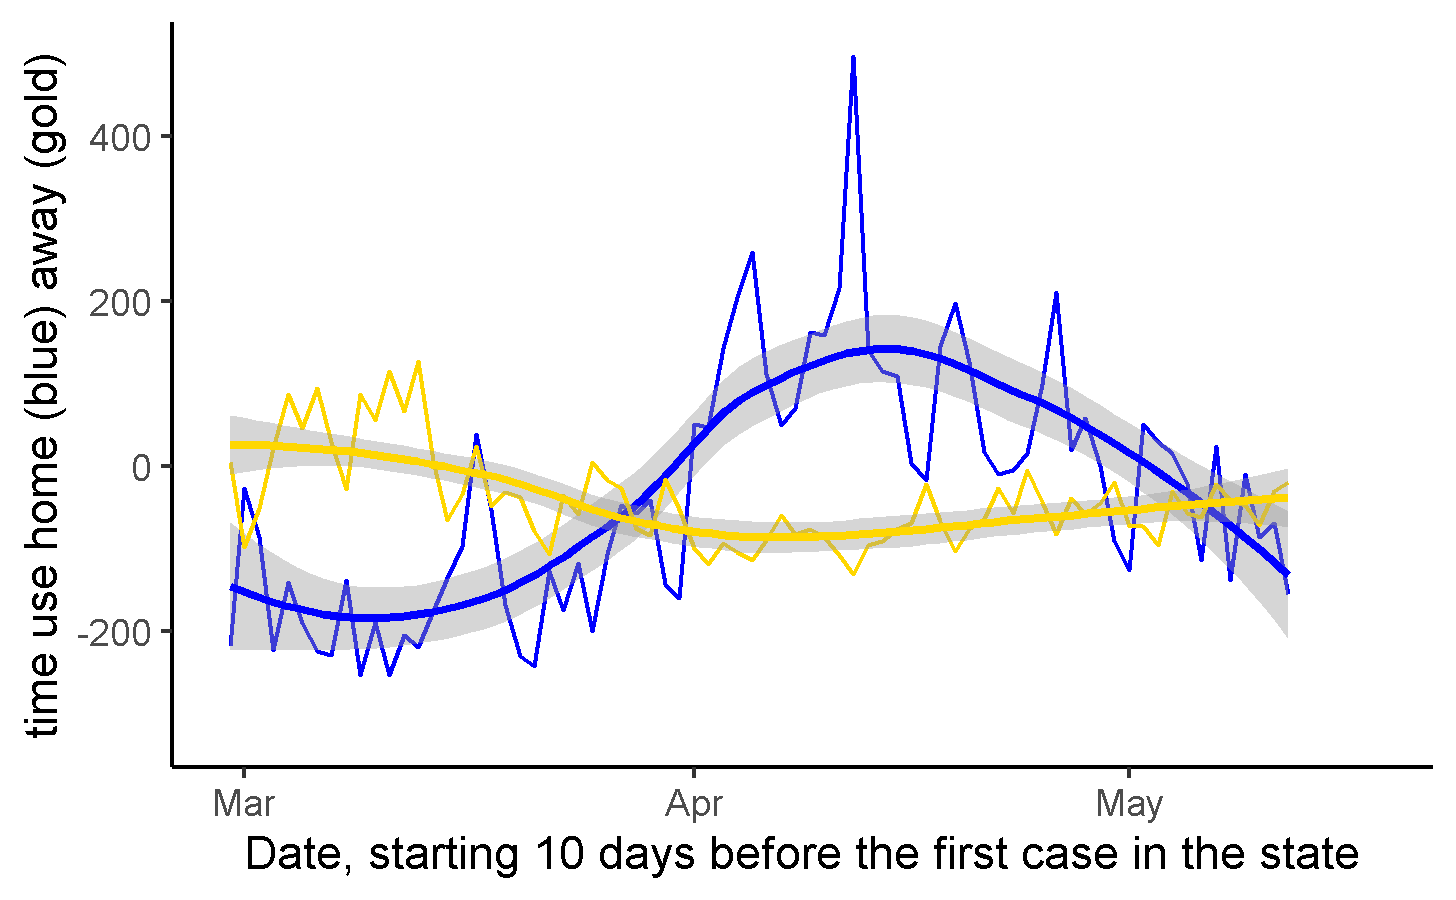 time use home (blue) away (gold)
400
200
0
-200
Mar
Apr
May
Date, starting 10 days before the first case in the state